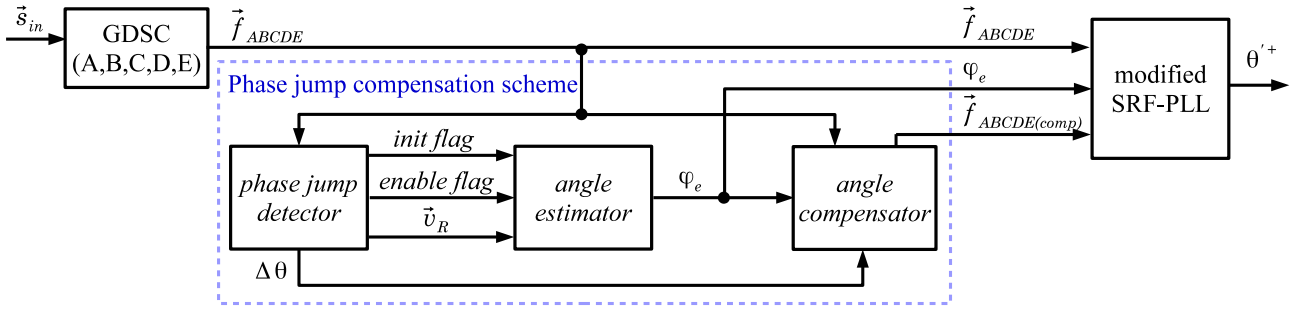 s⃗ in
GDSC
(A,B,C,D,E)
f⃗ ABCDE
f⃗ ABCDE
φe
f⃗ ABCDE(comp)
modified
SRF-PLL
θ′+
Phase jump compensation scheme
phase jump
detector
init flag
enable flag
v⃗R
angle
estimator
φe
angle
compensator
Δθ